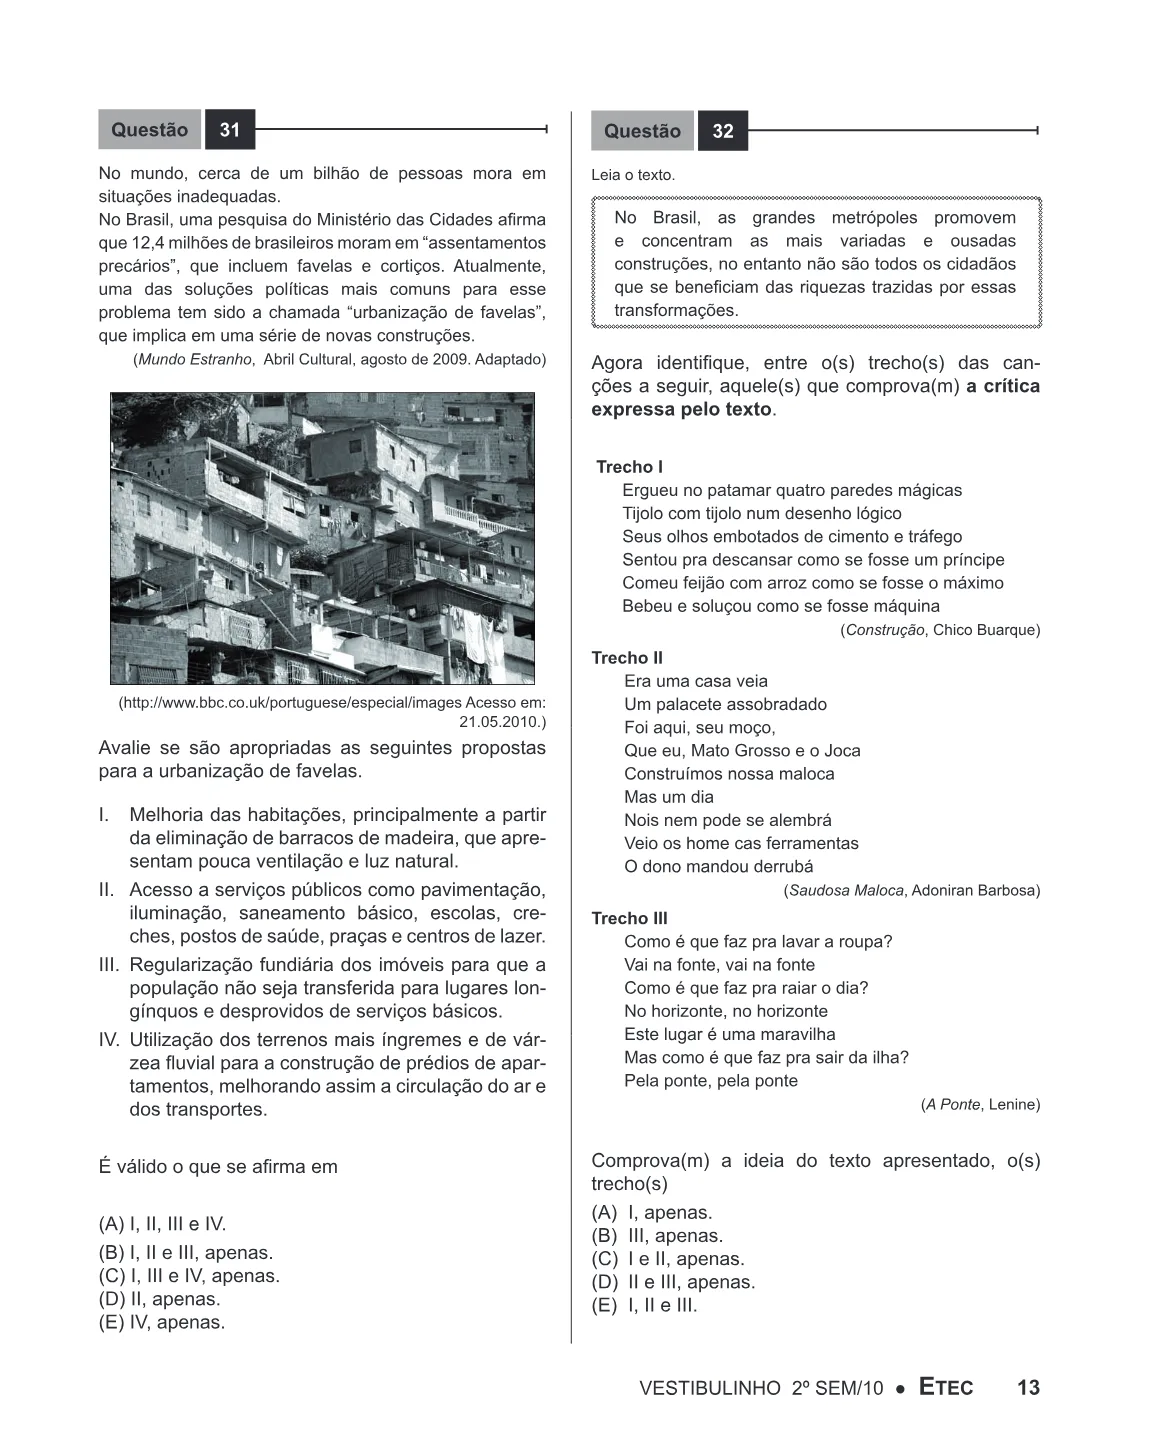 Questão 31
No mundo, cerca de um bilhão de pessoas mora em
situações inadequadas.
No Brasil, uma pesquisa do Ministério das Cidades afirma
que 12,4 milhões de brasileiros moram em “assentamentos
precários”, que incluem favelas e cortiços. Atualmente,
uma das soluções políticas mais comuns para esse
problema tem sido a chamada “urbanização de favelas”,
que implica em uma série de novas construções.
(Mundo Estranho, Abril Cultural, agosto de 2009. Adaptado)
(http://www.bbc.co.uk/portuguese/especial/images Acesso em:
21.05.2010.)
Avalie se são apropriadas as seguintes propostas
para a urbanização de favelas.
I. Melhoria das habitações, principalmente a partir
da eliminação de barracos de madeira, que apre-
sentam pouca ventilação e luz natural.
II. Acesso a serviços públicos como pavimentação,
iluminação, saneamento básico, escolas, cre-
ches, postos de saúde, praças e centros de lazer.
III. Regularização fundiária dos imóveis para que a
população não seja transferida para lugares lon-
gínquos e desprovidos de serviços básicos.
IV. Utilização dos terrenos mais íngremes e de vár-
zea fluvial para a construção de prédios de apar-
tamentos, melhorando assim a circulação do ar e
dos transportes.
É válido o que se afirma em
(A) I, II, III e IV.
(B) I, II e III, apenas.
(C) I, III e IV, apenas.
(D) II, apenas.
(E) IV, apenas.
Questão 32
Leia o texto.
No Brasil, as grandes metrópoles promovem
e concentram as mais variadas e ousadas
construções, no entanto não são todos os cidadãos
que se beneficiam das riquezas trazidas por essas
transformações.
Agora identifique, entre o(s) trecho(s) das can-
ções a seguir, aquele(s) que comprova(m) a crítica
expressa pelo texto.
Trecho I
Ergueu no patamar quatro paredes mágicas
Tijolo com tijolo num desenho lógico
Seus olhos embotados de cimento e tráfego
Sentou pra descansar como se fosse um príncipe
Comeu feijão com arroz como se fosse o máximo
Bebeu e soluçou como se fosse máquina
(Construção, Chico Buarque)
Trecho II
Era uma casa veia
Um palacete assobradado
Foi aqui, seu moço,
Que eu, Mato Grosso e o Joca
Construímos nossa maloca
Mas um dia
Nois nem pode se alembrá
Veio os home cas ferramentas
O dono mandou derrubá
(Saudosa Maloca, Adoniran Barbosa)
Trecho III
Como é que faz pra lavar a roupa?
Vai na fonte, vai na fonte
Como é que faz pra raiar o dia?
No horizonte, no horizonte
Este lugar é uma maravilha
Mas como é que faz pra sair da ilha?
Pela ponte, pela ponte
(A Ponte, Lenine)
Comprova(m) a ideia do texto apresentado, o(s)
trecho(s)
(A) I, apenas.
(B) III, apenas.
(C) I e II, apenas.
(D) II e III, apenas.
(E) I, II e III.
VESTIBULINHO 2º SEM/10 ● ETEC 13